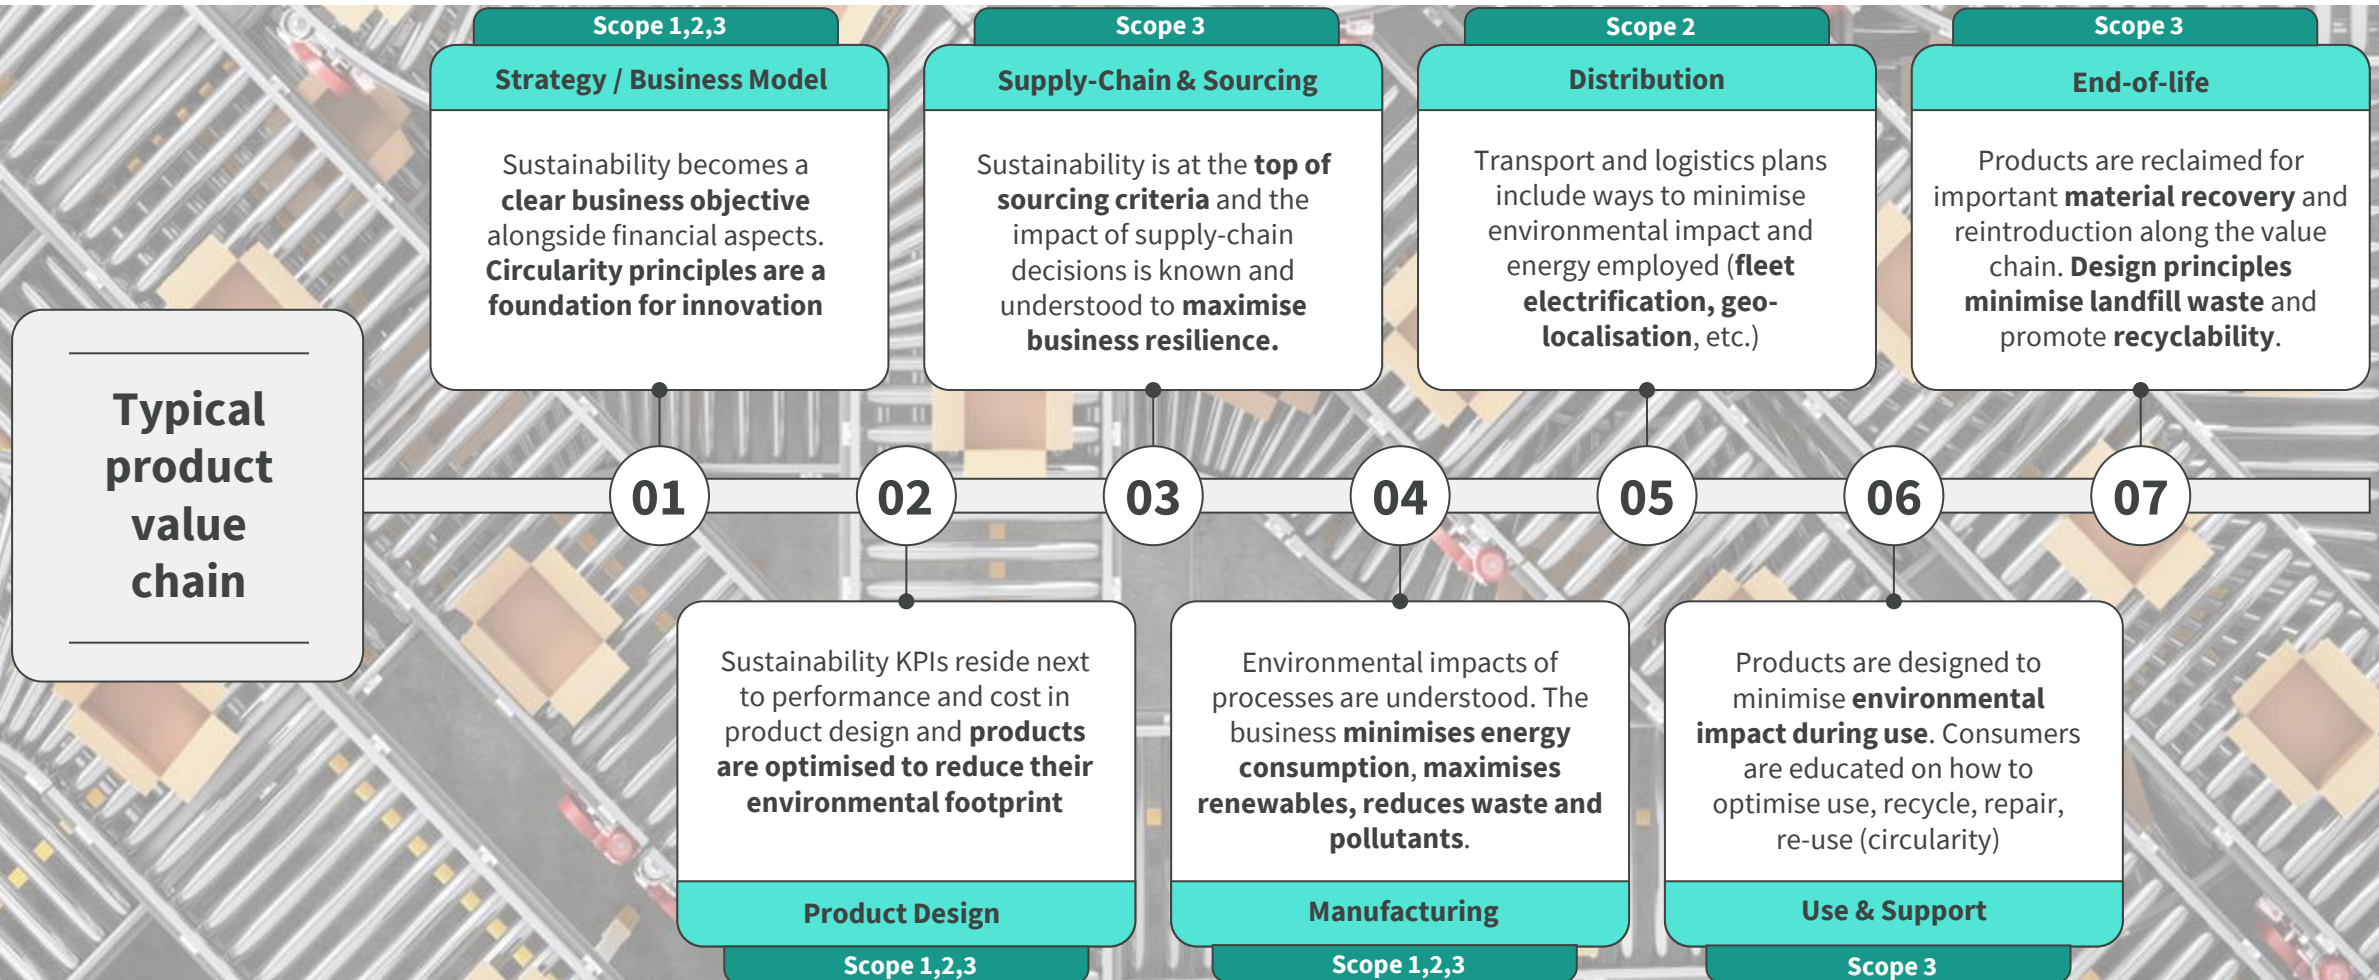 Typical
product
value
chain
Scope 1,2,3
Strategy / Business Model
Sustainability becomes a
clear business objective
alongside financial aspects.
Circularity principles are a
foundation for innovation
01
02
Sustainability KPIs reside next
to performance and cost in
product design and products
are optimised to reduce their
environmental footprint
Product Design
Scope 1,2,3
Scope 3
Supply-Chain & Sourcing
Sustainability is at the top of
sourcing criteria and the
impact of supply-chain
decisions is known and
understood to maximise
business resilience.
03
04
Environmental impacts of
processes are understood. The
business minimises energy
consumption, maximises
renewables, reduces waste and
pollutants.
Manufacturing
Scope 1,2,3
Scope 2
Distribution
Transport and logistics plans
include ways to minimise
environmental impact and
energy employed (fleet
electrification, geo-
localisation, etc.)
05
06
Products are designed to
minimise environmental
impact during use. Consumers
are educated on how to
optimise use, recycle, repair,
re-use (circularity)
Use & Support
Scope 3
Scope 3
End-of-life
Products are reclaimed for
important material recovery and
reintroduction along the value
chain. Design principles
minimise landfill waste and
promote recyclability.
07